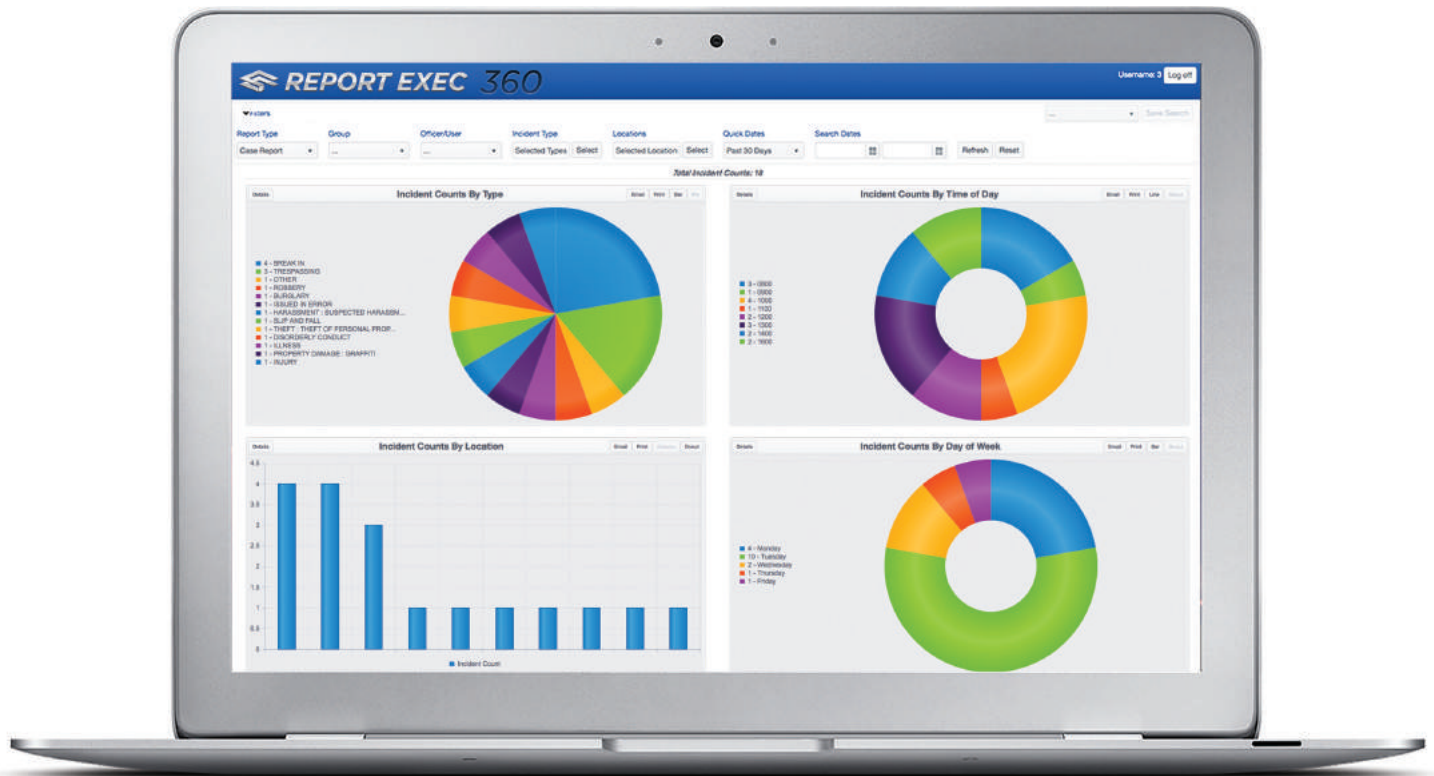 REPORT EXEC 360
Username: 3 Log off
Filters
... Save Search
Report Type Group Officer/User Incident Type Locations Quick Dates Search Dates
Case Report ... ... Selected Types Select Selected Location Select Past 30 Days Refresh Reset
Total Incident Counts: 18
Details Incident Counts By Type Email Print Bar Pie
4 - BREAK IN
3 - TRESPASSING
1 - OTHER
1 - ROBBERY
1 - BURGLARY
1 - ISSUED IN ERROR
1 - HARASSMENT : SUSPECTED HARASSM...
1 - SLIP AND FALL
1 - THEFT : THEFT OF PERSONAL PROP...
1 - DISORDERLY CONDUCT
1 - ILLNESS
1 - PROPERTY DAMAGE : GRAFFITI
1 - INJURY
Details Incident Counts By Time of Day Email Print Line Donut
3 - 0800
1 - 0900
4 - 1000
1 - 1100
2 - 1200
3 - 1300
2 - 1400
2 - 1600
Details Incident Counts By Location Email Print Column Donut
4.5
4
3.5
3
2.5
2
1.5
1
0.5
0
Incident Count
Details Incident Counts By Day of Week Email Print Bar Donut
4 - Monday
10 - Tuesday
2 - Wednesday
1 - Thursday
1 - Friday